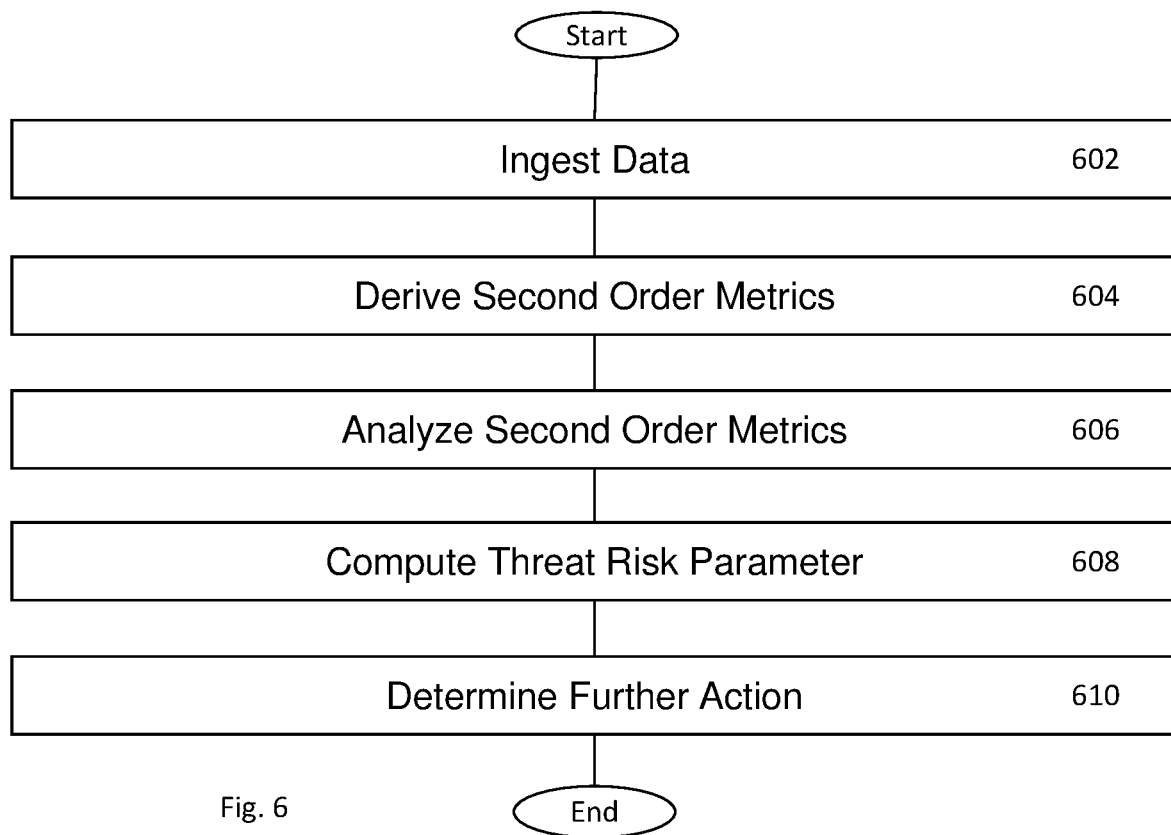 Start
Ingest Data 602
Derive Second Order Metrics 604
Analyze Second Order Metrics 606
Compute Threat Risk Parameter 608
Determine Further Action 610
Fig. 6
End